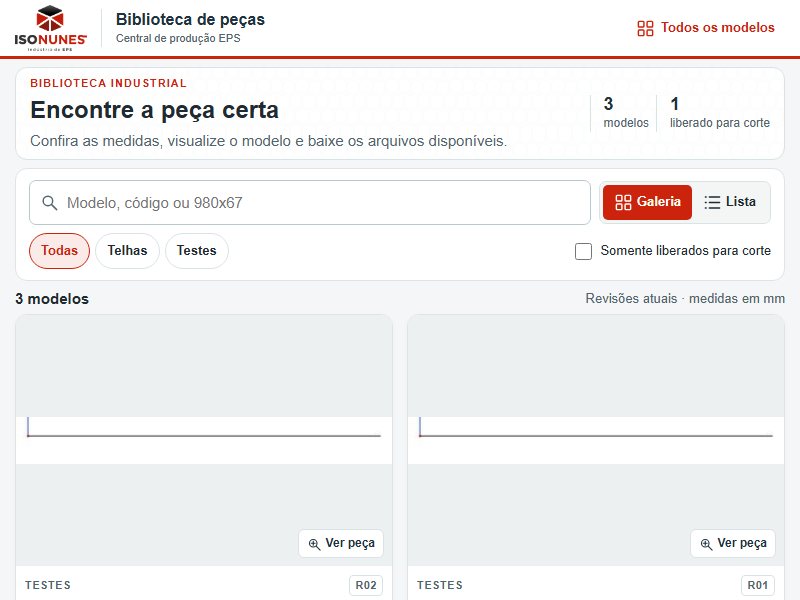 ISONUNES
Indústria de EPS
Biblioteca de peças
Central de produção EPS
Todos os modelos
BIBLIOTECA INDUSTRIAL
Encontre a peça certa
Confira as medidas, visualize o modelo e baixe os arquivos disponíveis.
3
modelos
1
liberado para corte
Modelo, código ou 980x67
Galeria
Lista
Todas
Telhas
Testes
Somente liberados para corte
3 modelos
Revisões atuais · medidas em mm
Ver peça
Ver peça
TESTES
R02
TESTES
R01